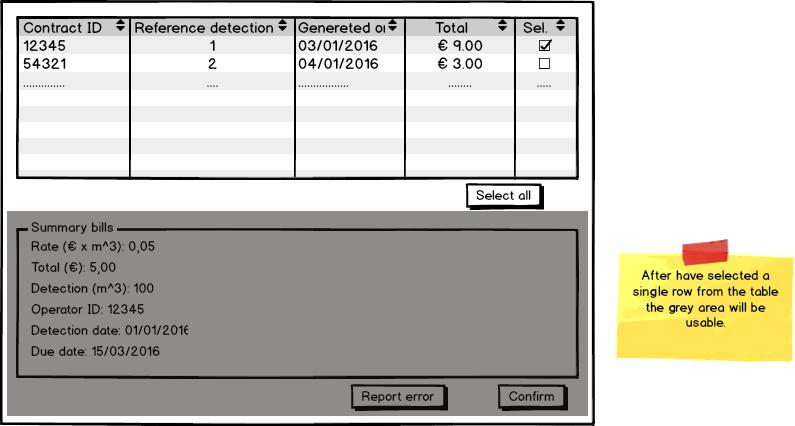 Contract ID Reference detection Genereted o Total Sel.
12345 1 03/01/2016 € 9.00
54321 2 04/01/2016 € 3.00
.............. .... ................. ........ .....
Select all
Summary bills
Rate (€ x m^3): 0,05
Total (€): 5,00
Detection (m^3): 100
Operator ID: 12345
Detection date: 01/01/2016
Due date: 15/03/2016
Report error Confirm
After have selected a
single row from the table
the grey area will be
usable.